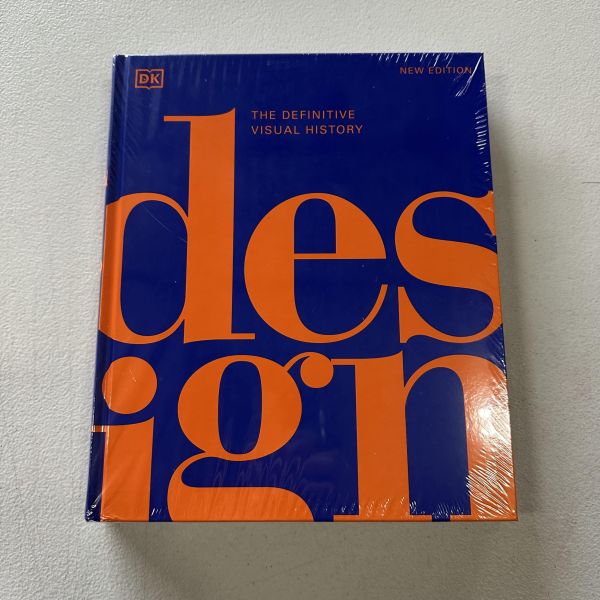 DK
NEW EDITION
THE DEFINITIVE
VISUAL HISTORY
des
ign